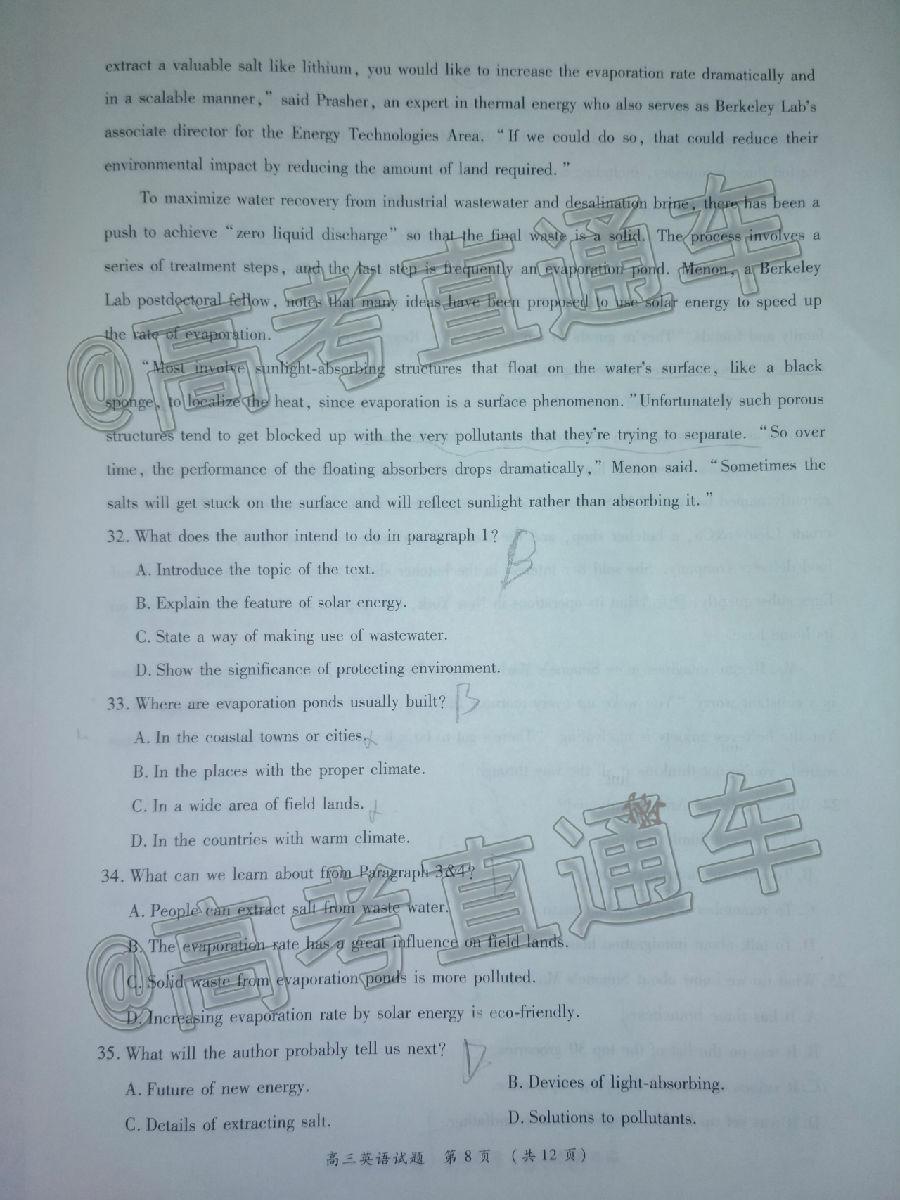 extract a valuable salt like lithium, you would like to increase the evaporation rate dramatically and
in a scalable manner," said Prasher, an expert in thermal energy who also serves as Berkeley Lab's
associate director for the Energy Technologies Area. "If we could do so, that could reduce their
environmental impact by reducing the amount of land required."
To maximize water recovery from industrial wastewater and desalination brine, there has been a
push to achieve "zero liquid discharge" so that the final waste is a solid. The process involves a
series of treatment steps, and the last step is frequently an evaporation pond. Menon, a Berkeley
Lab postdoctoral fellow, notes that many ideas have been proposed to use solar energy to speed up
the rate of evaporation.
"Most involve sunlight-absorbing structures that float on the water's surface, like a black
sponge, to localize the heat, since evaporation is a surface phenomenon."Unfortunately such porous
structures tend to get blocked up with the very pollutants that they're trying to separate. "So over
time, the performance of the floating absorbers drops dramatically," Menon said. "Sometimes the
salts will get stuck on the surface and will reflect sunlight rather than absorbing it."
32. What does the author intend to do in paragraph 1? B
A. Introduce the topic of the text.
B. Explain the feature of solar energy.
C. State a way of making use of wastewater.
D. Show the significance of protecting environment.
33. Where are evaporation ponds usually built? B
A. In the coastal towns or cities.
B. In the places with the proper climate.
C. In a wide area of field lands.
D. In the countries with warm climate.
34. What can we learn about from Paragraph 3&4?
A. People can extract salt from waste water.
B. The evaporation rate has a great influence on field lands.
C. Solid waste from evaporation ponds is more polluted.
D. Increasing evaporation rate by solar energy is eco-friendly.
35. What will the author probably tell us next? D
A. Future of new energy. B. Devices of light-absorbing.
C. Details of extracting salt. D. Solutions to pollutants.
高三英语试题 第 8 页 (共 12 页)
@高考直通车
@高考直通车